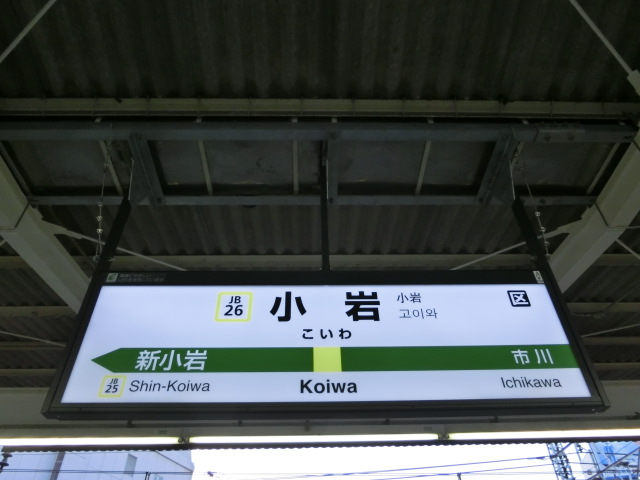 JB
26
小岩
小岩
고이와
区
こいわ
新小岩
市川
JB
25
Shin-Koiwa
Koiwa
Ichikawa